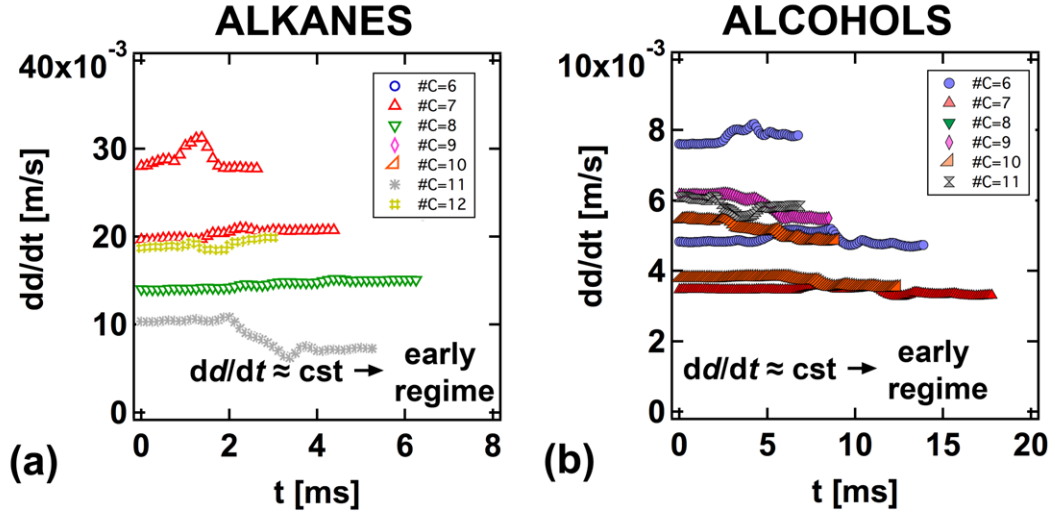 ALKANES
40x10⁻³
30
20
10
0
dd/dt [m/s]
0
2
4
6
8
t [ms]
#C=6
#C=7
#C=8
#C=9
#C=10
#C=11
#C=12
dd/dt ≈ cst → early
regime
(a)
ALCOHOLS
10x10⁻³
8
6
4
2
0
dd/dt [m/s]
0
5
10
15
20
t [ms]
#C=6
#C=7
#C=8
#C=9
#C=10
#C=11
dd/dt ≈ cst → early
regime
(b)